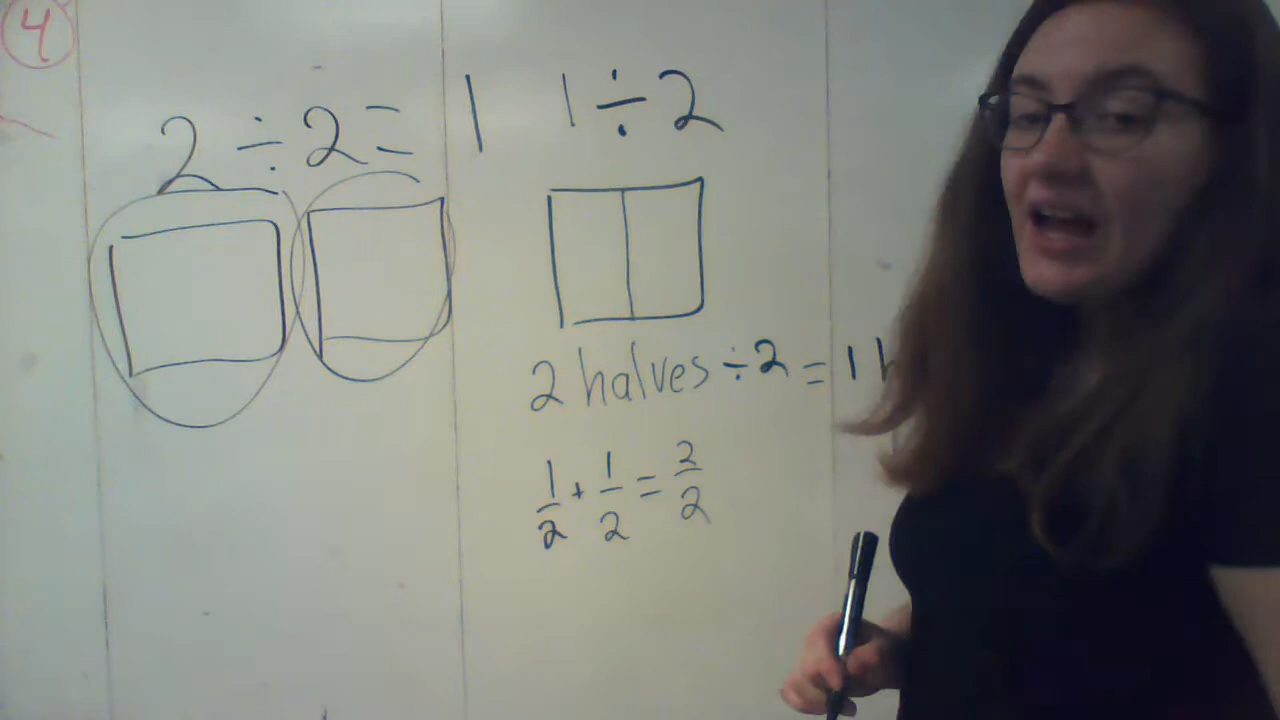 4
2 ÷ 2 = 1
1 ÷ 2
2 halves ÷ 2 = 1 h
1/2 + 1/2 = 2/2